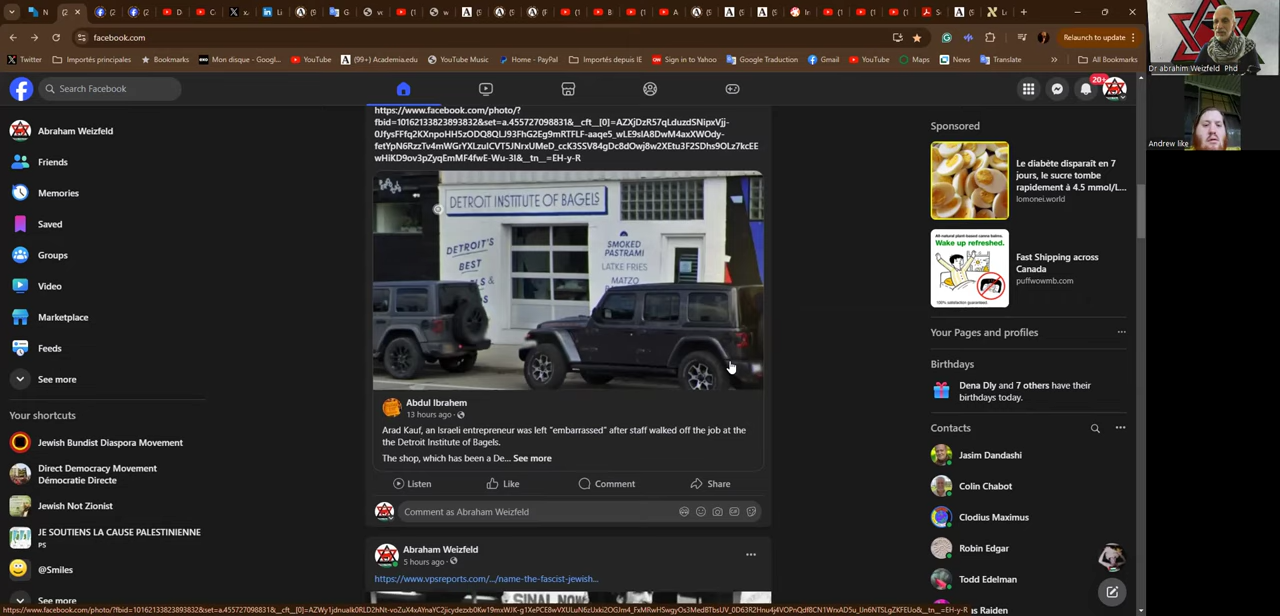 facebook.com
Relaunch to update
Twitter
Importés principales
Bookmarks
YouTube
(99+) Academia.edu
YouTube Music
Home - PayPal
Importés depuis IE
Mon disque - Googl...
Sign in to Yahoo
Google Traduction
Gmail
YouTube
Maps
News
Translate
All Bookmarks
Dr abrahim Weizfeld Phd
Andrew like
Search Facebook
20+
Abraham Weizfeld
Friends
Memories
Saved
Groups
Video
Marketplace
Feeds
See more
Your shortcuts
Jewish Bundist Diaspora Movement
Direct Democracy Movement
Démocratie Directe
Jewish Not Zionist
JE SOUTIENS LA CAUSE PALESTINIENNE
PS
@Smiles
See more
https://www.facebook.com/photo/?
DETROIT INSTITUTE OF BAGELS
DETROIT'S
BEST
SMOKED
PASTRAMI
LATKE FRIES
MATZO
Abdul Ibrahem
13 hours ago
Arad Kauf, an Israeli entrepreneur was left "embarrassed" after staff walked off the job at the
the Detroit Institute of Bagels.
The shop, which has been a De... See more
Listen
Like
Comment
Share
Comment as Abraham Weizfeld
Abraham Weizfeld
5 hours ago
https://www.vpsreports.com/.../name-the-fascist-jewish...
Sponsored
Le diabète disparaît en 7
jours, le sucre tombe
rapidement à 4.5 mmol/L...
lomonei.world
Wake up refreshed.
Fast Shipping across
Canada
puffwowmb.com
Your Pages and profiles
Birthdays
Dena Dly and 7 others have their
birthdays today.
Contacts
Jasim Dandashi
Colin Chabot
Clodius Maximus
Robin Edgar
Todd Edelman